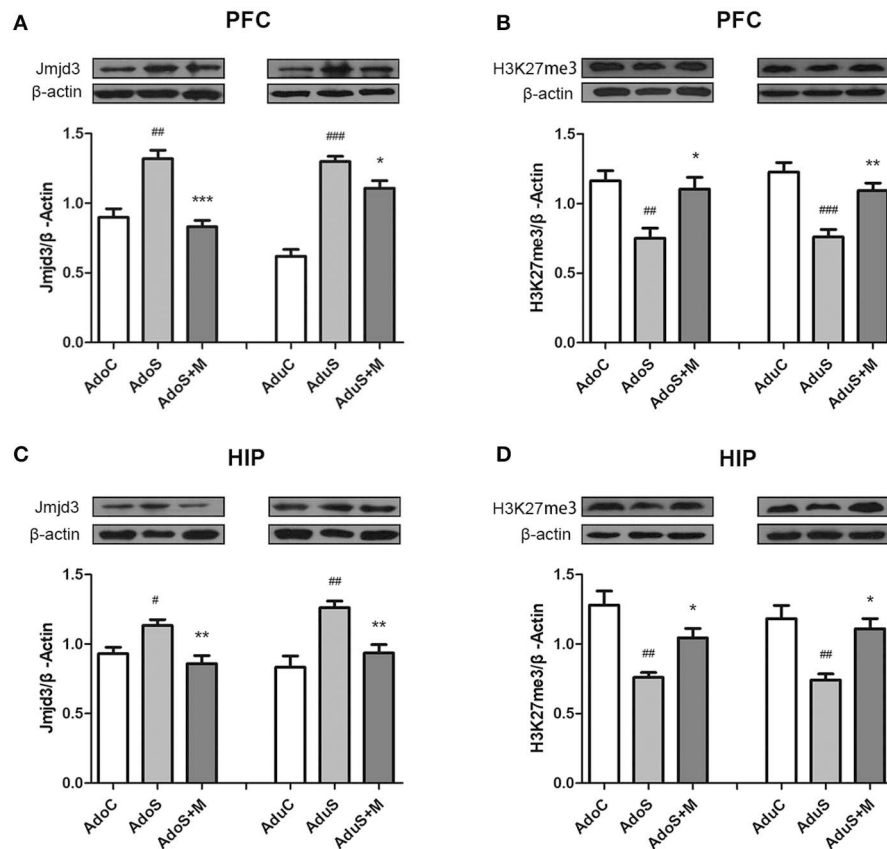 A
PFC
Jmjd3
β-actin
Jmjd3/β -Actin
1.5
1.0
0.5
0.0
##
***
###
*
AdoC
AdoS
AdoS+M
AduC
AduS
AduS+M
B
PFC
H3K27me3
β-actin
H3K27me3/β -Actin
1.5
1.0
0.5
0.0
##
*
###
**
AdoC
AdoS
AdoS+M
AduC
AduS
AduS+M
C
HIP
Jmjd3
β-actin
Jmjd3/β -Actin
1.5
1.0
0.5
0.0
#
**
##
**
AdoC
AdoS
AdoS+M
AduC
AduS
AduS+M
D
HIP
H3K27me3
β-actin
H3K27me3/β -Actin
1.5
1.0
0.5
0.0
##
*
##
*
AdoC
AdoS
AdoS+M
AduC
AduS
AduS+M